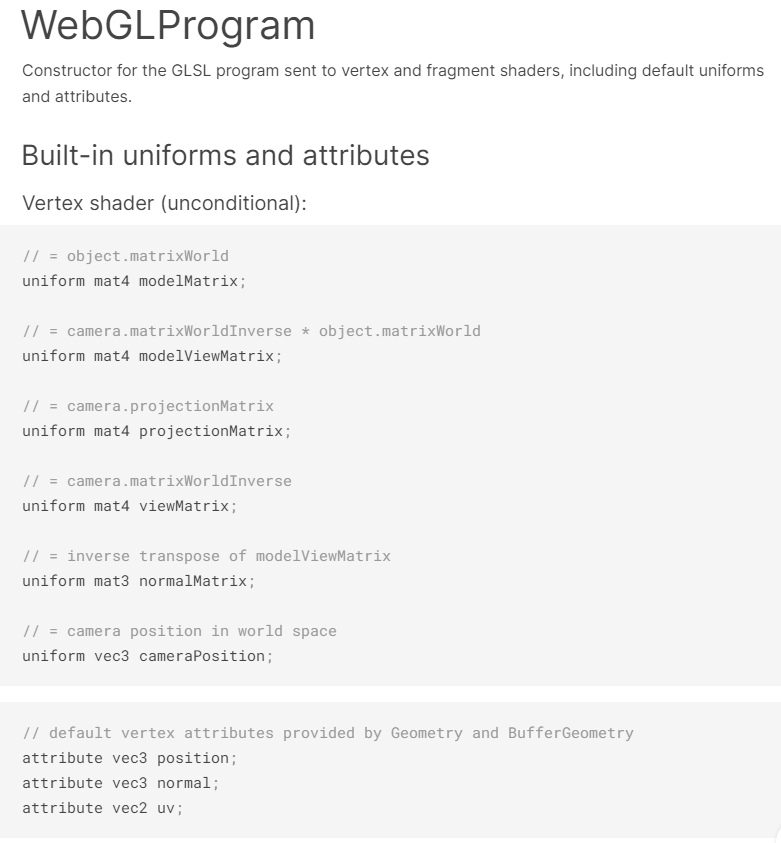 WebGLProgram
Constructor for the GLSL program sent to vertex and fragment shaders, including default uniforms
and attributes.
Built-in uniforms and attributes
Vertex shader (unconditional):
// = object.matrixWorld
uniform mat4 modelMatrix;
// = camera.matrixWorldInverse * object.matrixWorld
uniform mat4 modelViewMatrix;
// = camera.projectionMatrix
uniform mat4 projectionMatrix;
// = camera.matrixWorldInverse
uniform mat4 viewMatrix;
// = inverse transpose of modelViewMatrix
uniform mat3 normalMatrix;
// = camera position in world space
uniform vec3 cameraPosition;
// default vertex attributes provided by Geometry and BufferGeometry
attribute vec3 position;
attribute vec3 normal;
attribute vec2 uv;